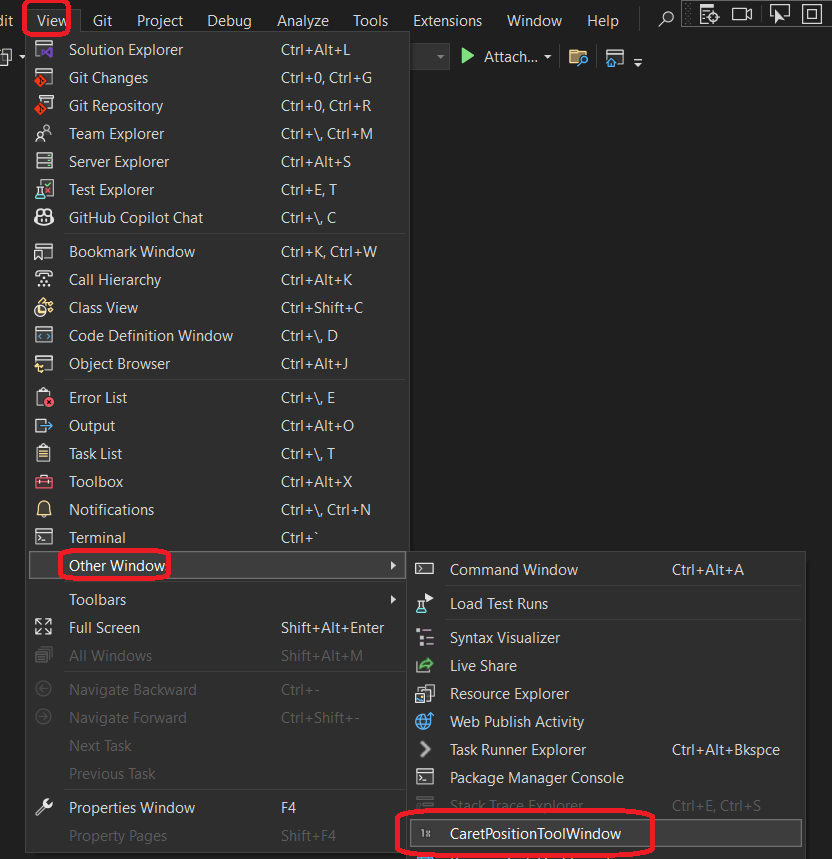 dit View Git Project Debug Analyze Tools Extensions Window Help
Attach...
Solution Explorer Ctrl+Alt+L
Git Changes Ctrl+0, Ctrl+G
Git Repository Ctrl+0, Ctrl+R
Team Explorer Ctrl+\, Ctrl+M
Server Explorer Ctrl+Alt+S
Test Explorer Ctrl+E, T
GitHub Copilot Chat Ctrl+\, C
Bookmark Window Ctrl+K, Ctrl+W
Call Hierarchy Ctrl+Alt+K
Class View Ctrl+Shift+C
Code Definition Window Ctrl+\, D
Object Browser Ctrl+Alt+J
Error List Ctrl+\, E
Output Ctrl+Alt+O
Task List Ctrl+\, T
Toolbox Ctrl+Alt+X
Notifications Ctrl+\, Ctrl+N
Terminal Ctrl+`
Other Window
Toolbars
Full Screen Shift+Alt+Enter
All Windows Shift+Alt+M
Navigate Backward Ctrl+-
Navigate Forward Ctrl+Shift+-
Next Task
Previous Task
Properties Window F4
Property Pages Shift+F4
Command Window Ctrl+Alt+A
Load Test Runs
Syntax Visualizer
Live Share
Resource Explorer
Web Publish Activity
Task Runner Explorer Ctrl+Alt+Bkspce
Package Manager Console
Stack Trace Explorer Ctrl+E, Ctrl+S
CaretPositionToolWindow